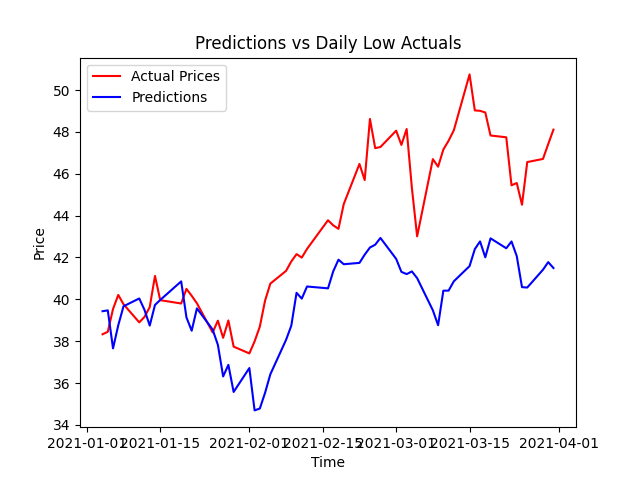 Predictions vs Daily Low Actuals
Actual Prices
Predictions
50
48
46
44
42
40
38
36
34
Price
2021-01-01 2021-01-15 2021-02-01 2021-02-15 2021-03-01 2021-03-15 2021-04-01
Time